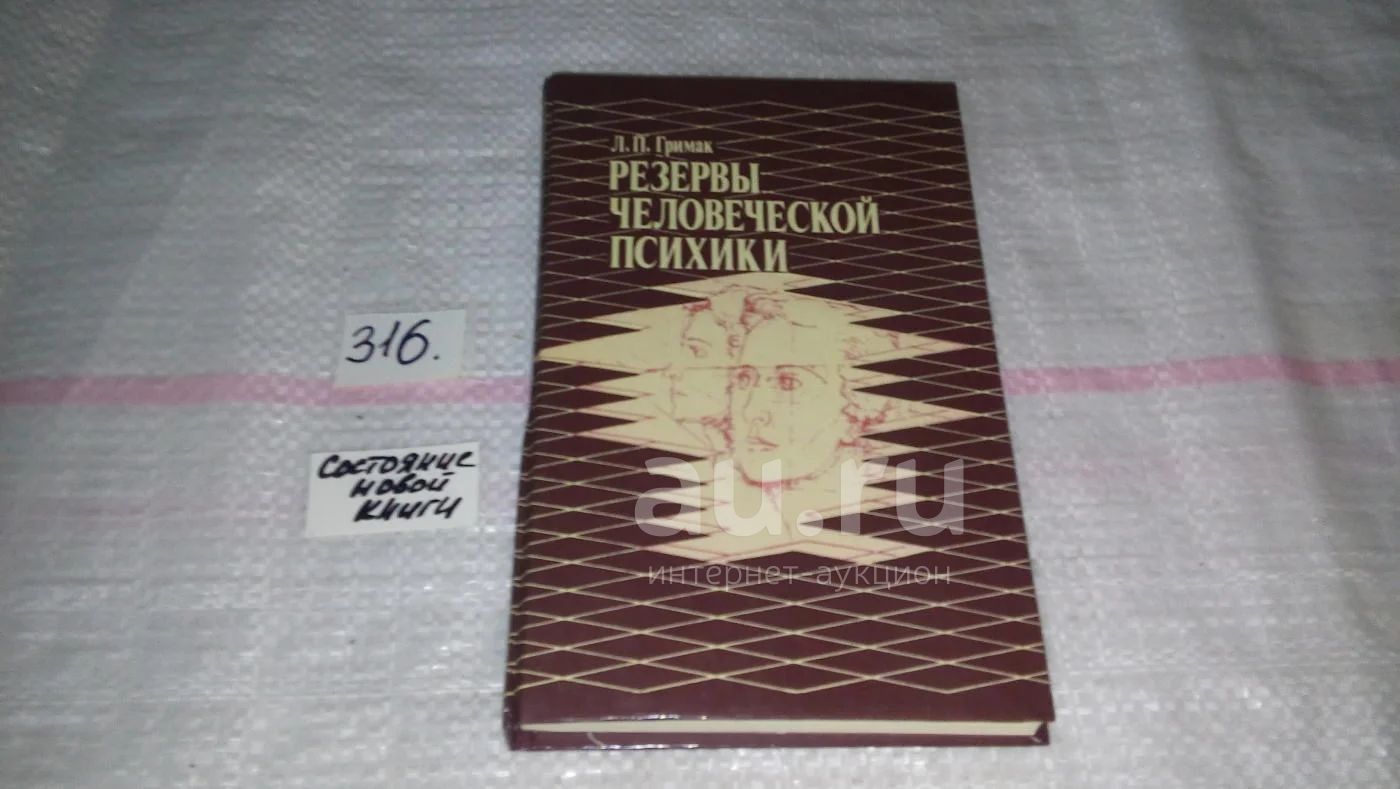 Л. П. Гримак
РЕЗЕРВЫ
ЧЕЛОВЕЧЕСКОЙ
ПСИХИКИ
316.
Состояние
новой
книги
au.ru
интернет-аукцион